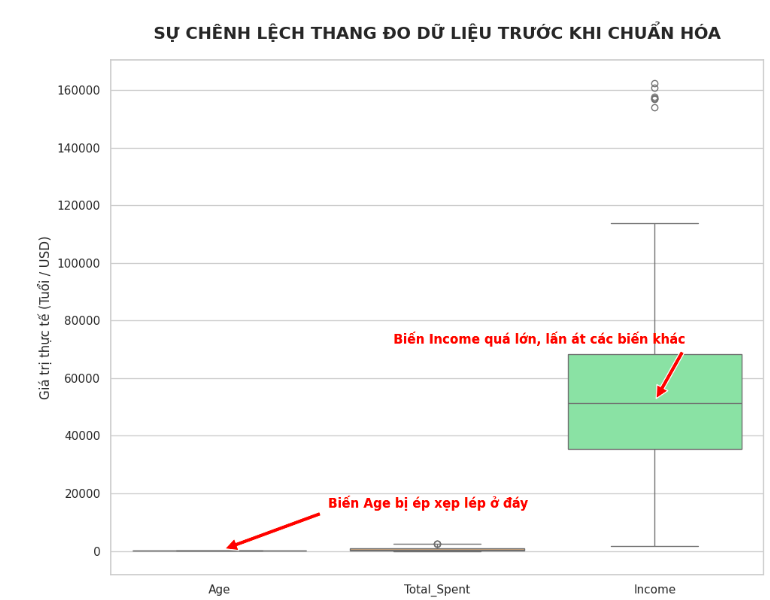 SỰ CHÊNH LỆCH THANG ĐO DỮ LIỆU TRƯỚC KHI CHUẨN HÓA
160000
140000
120000
100000
80000
60000
40000
20000
0
Giá trị thực tế (Tuổi / USD)
Biến Income quá lớn, lấn át các biến khác
Biến Age bị ép xẹp lép ở đáy
Age
Total_Spent
Income